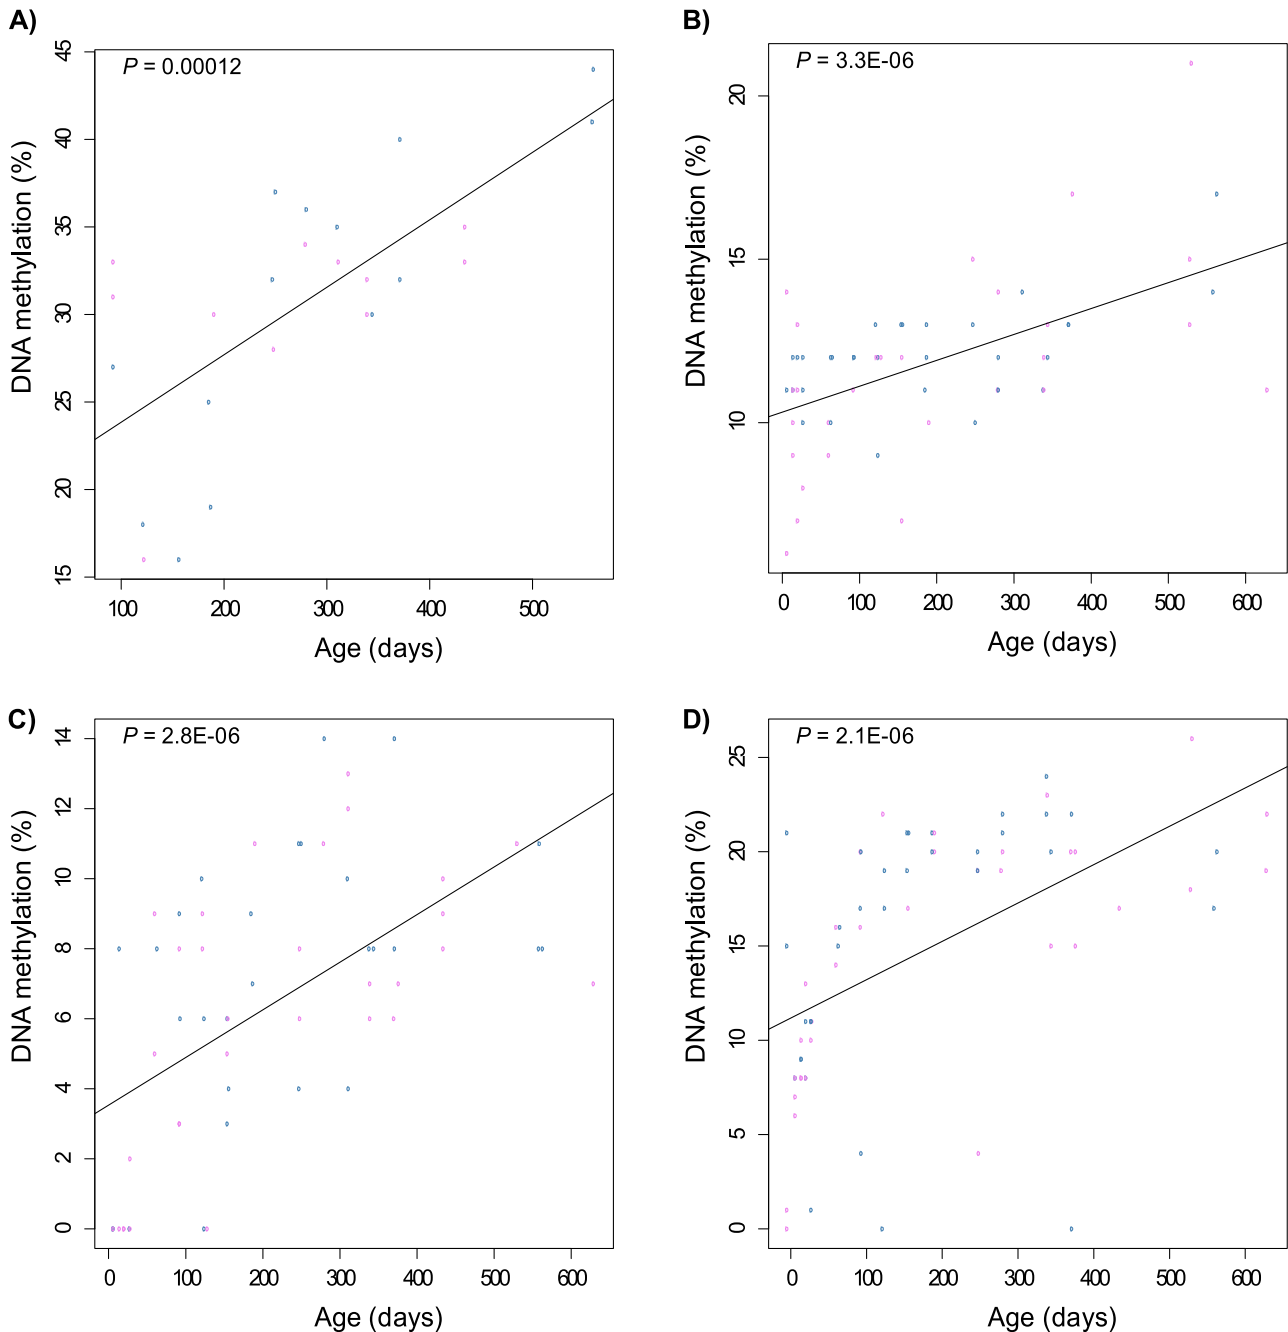 A)
P = 0.00012
DNA methylation (%)
45
40
35
30
25
20
15
100 200 300 400 500
Age (days)
B)
P = 3.3E-06
DNA methylation (%)
20
15
10
0 100 200 300 400 500 600
Age (days)
C)
P = 2.8E-06
DNA methylation (%)
14
12
10
8
6
4
2
0
0 100 200 300 400 500 600
Age (days)
D)
P = 2.1E-06
DNA methylation (%)
25
20
15
10
5
0
0 100 200 300 400 500 600
Age (days)